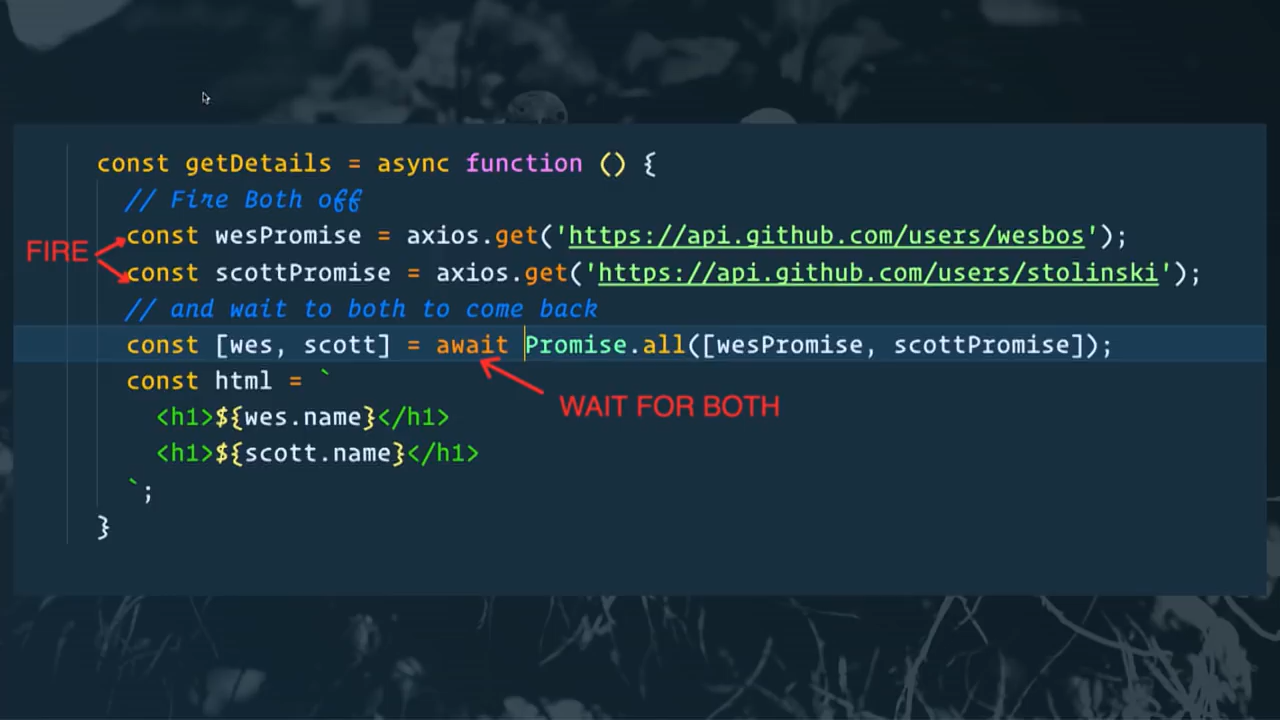 const getDetails = async function () {
// Fire Both off
FIRE
const wesPromise = axios.get('https://api.github.com/users/wesbos');
const scottPromise = axios.get('https://api.github.com/users/stolinski');
// and wait to both to come back
const [wes, scott] = await Promise.all([wesPromise, scottPromise]);
WAIT FOR BOTH
const html = `
<h1>${wes.name}</h1>
<h1>${scott.name}</h1>
`;
}